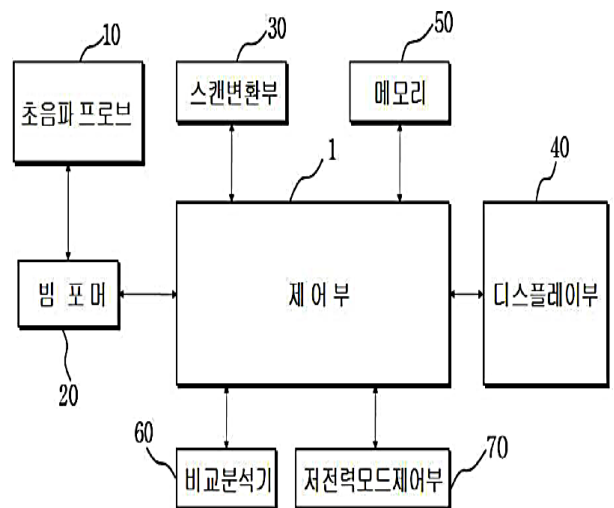 10
초음파 프로브
30
스캔변환부
50
메모리
1
제 어 부
40
디스플레이부
빔 포 머
20
60
비교분석기
저전력모드제어부
70